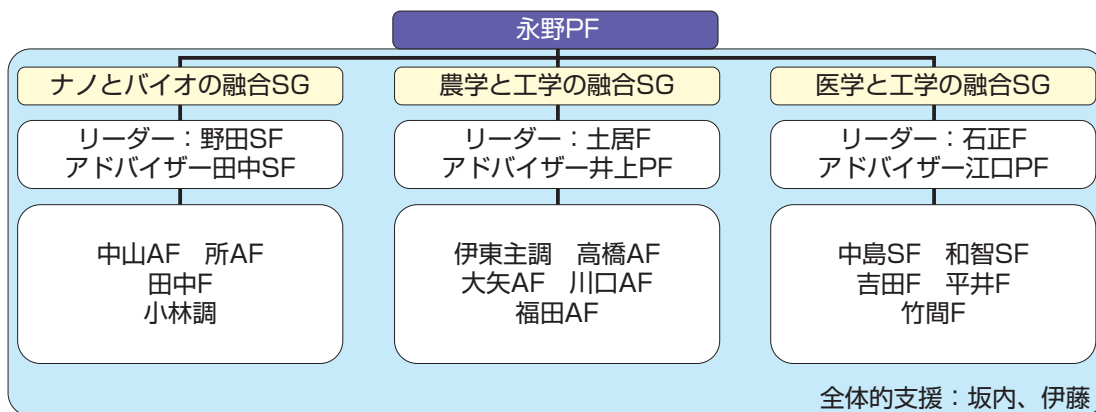 永野PF
ナノとバイオの融合SG
リーダー：野田SF
アドバイザー田中SF
中山AF　所AF
田中F
小林調
農学と工学の融合SG
リーダー：土居F
アドバイザー井上PF
伊東主調　高橋AF
大矢AF　川口AF
福田AF
医学と工学の融合SG
リーダー：石正F
アドバイザー江口PF
中島SF　和智SF
吉田F　平井F
竹間F
全体的支援：坂内、伊藤